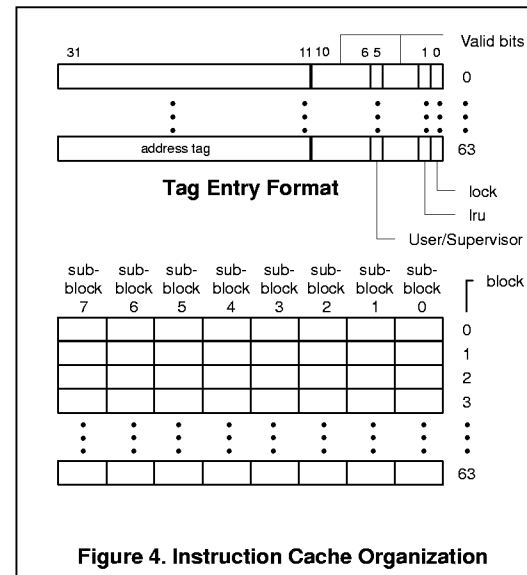 Valid bits
31 11 10 6 5 1 0
0
address tag 63
Tag Entry Format
lock
lru
User/Supervisor
sub- sub- sub- sub- sub- sub- sub- sub-
block block block block block block block block block
7 6 5 4 3 2 1 0
0
1
2
3
63
Figure 4. Instruction Cache Organization